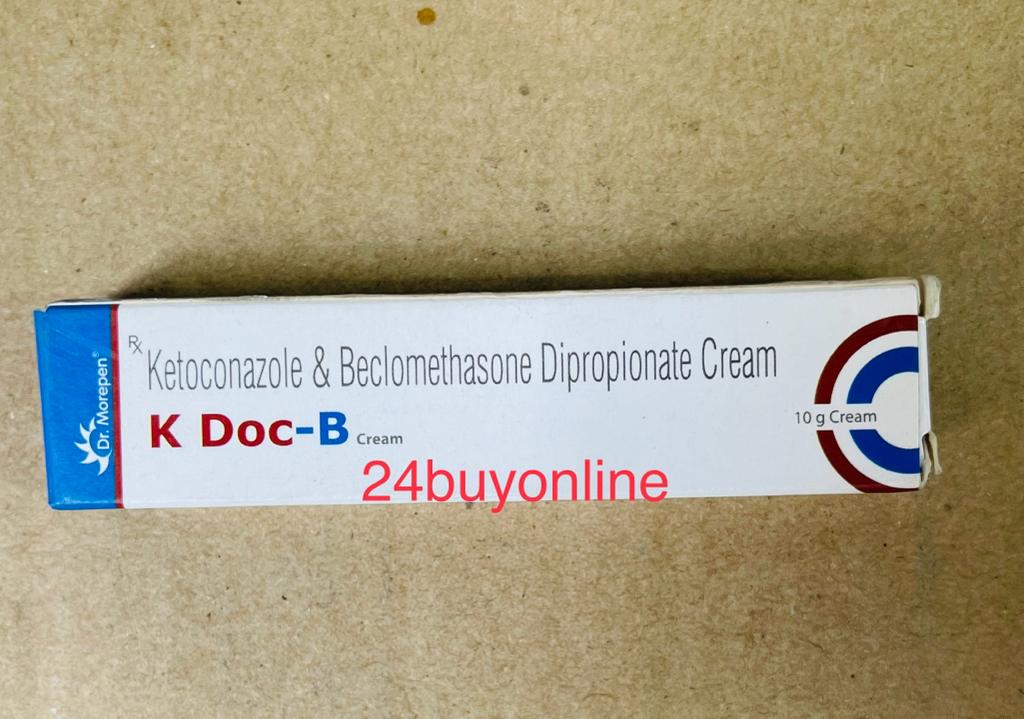 Dr. Morepen®
Rx Ketoconazole & Beclomethasone Dipropionate Cream
K Doc-B Cream
10 g Cream
24buyonline